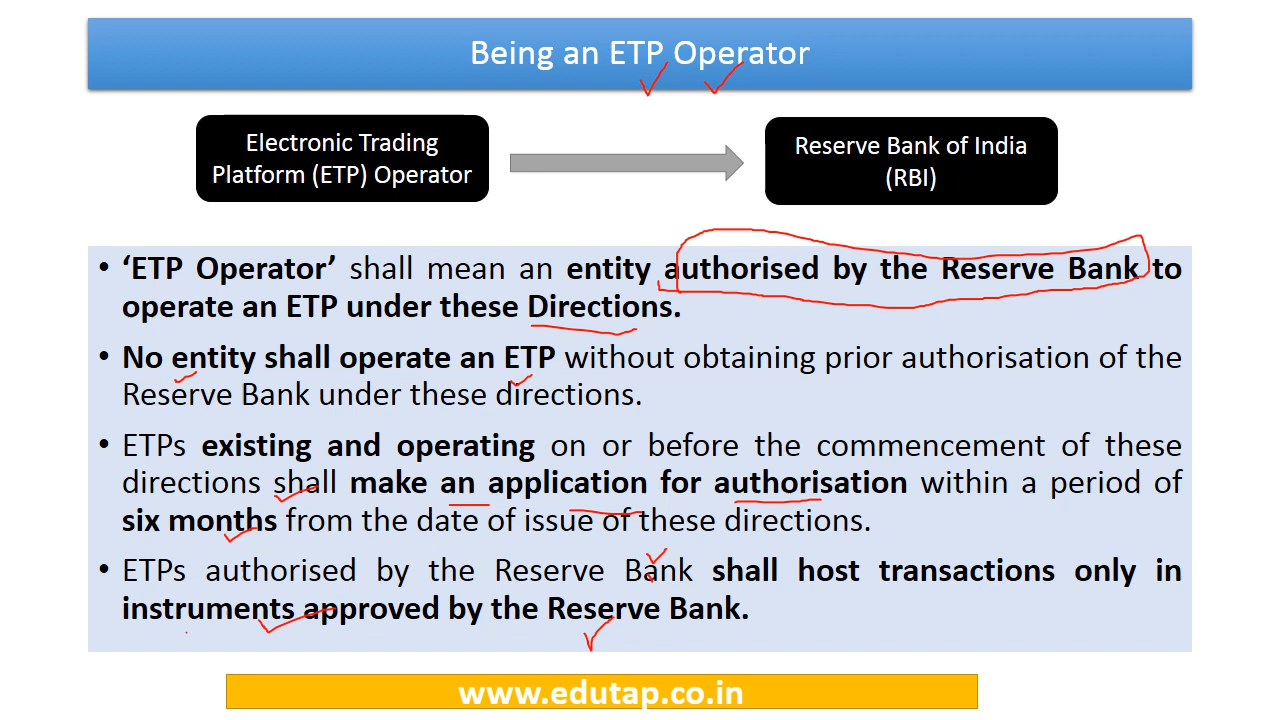 Being an ETP Operator
Electronic Trading
Platform (ETP) Operator
Reserve Bank of India
(RBI)
• ‘ETP Operator’ shall mean an entity authorised by the Reserve Bank to
operate an ETP under these Directions.
• No entity shall operate an ETP without obtaining prior authorisation of the
Reserve Bank under these directions.
• ETPs existing and operating on or before the commencement of these
directions shall make an application for authorisation within a period of
six months from the date of issue of these directions.
• ETPs authorised by the Reserve Bank shall host transactions only in
instruments approved by the Reserve Bank.
www.edutap.co.in